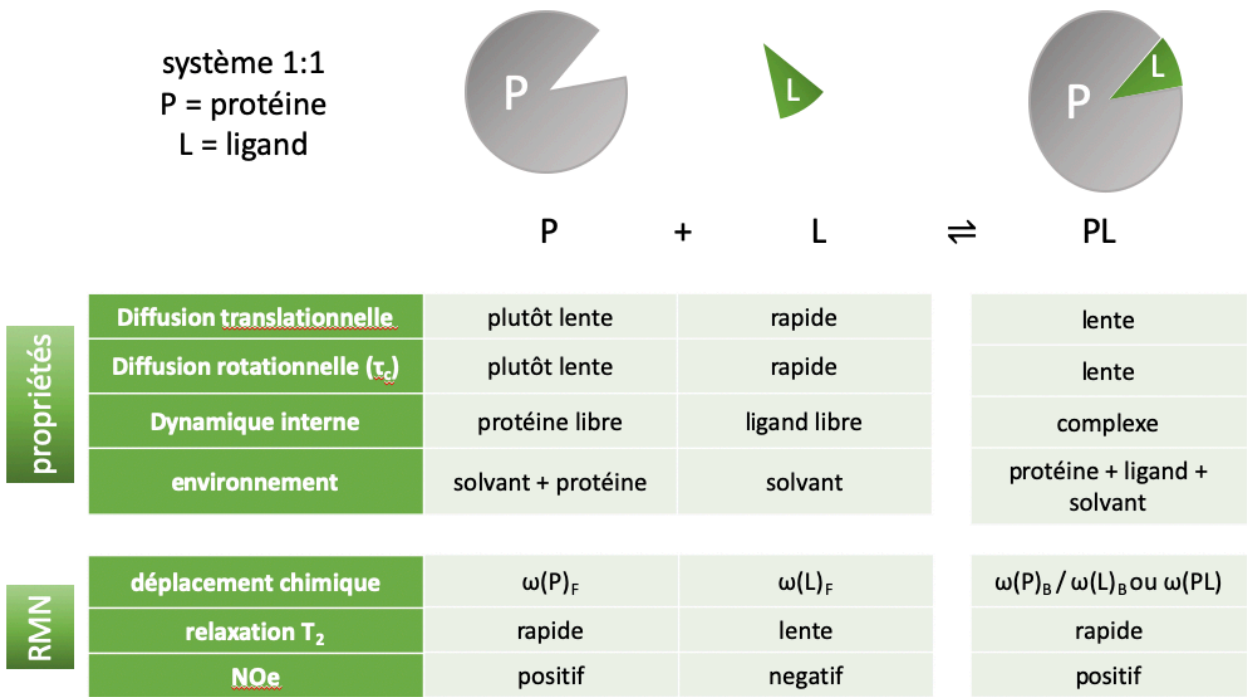 système 1:1
P = protéine
L = ligand
P
L
P
L
P + L ⇌ PL
propriétés
Diffusion translationnelle plutôt lente rapide lente
Diffusion rotationnelle (τc) plutôt lente rapide lente
Dynamique interne protéine libre ligand libre complexe
environnement solvant + protéine solvant protéine + ligand +
solvant
RMN
déplacement chimique ω(P)F ω(L)F ω(P)B / ω(L)B ou ω(PL)
relaxation T2 rapide lente rapide
NOe positif negatif positif